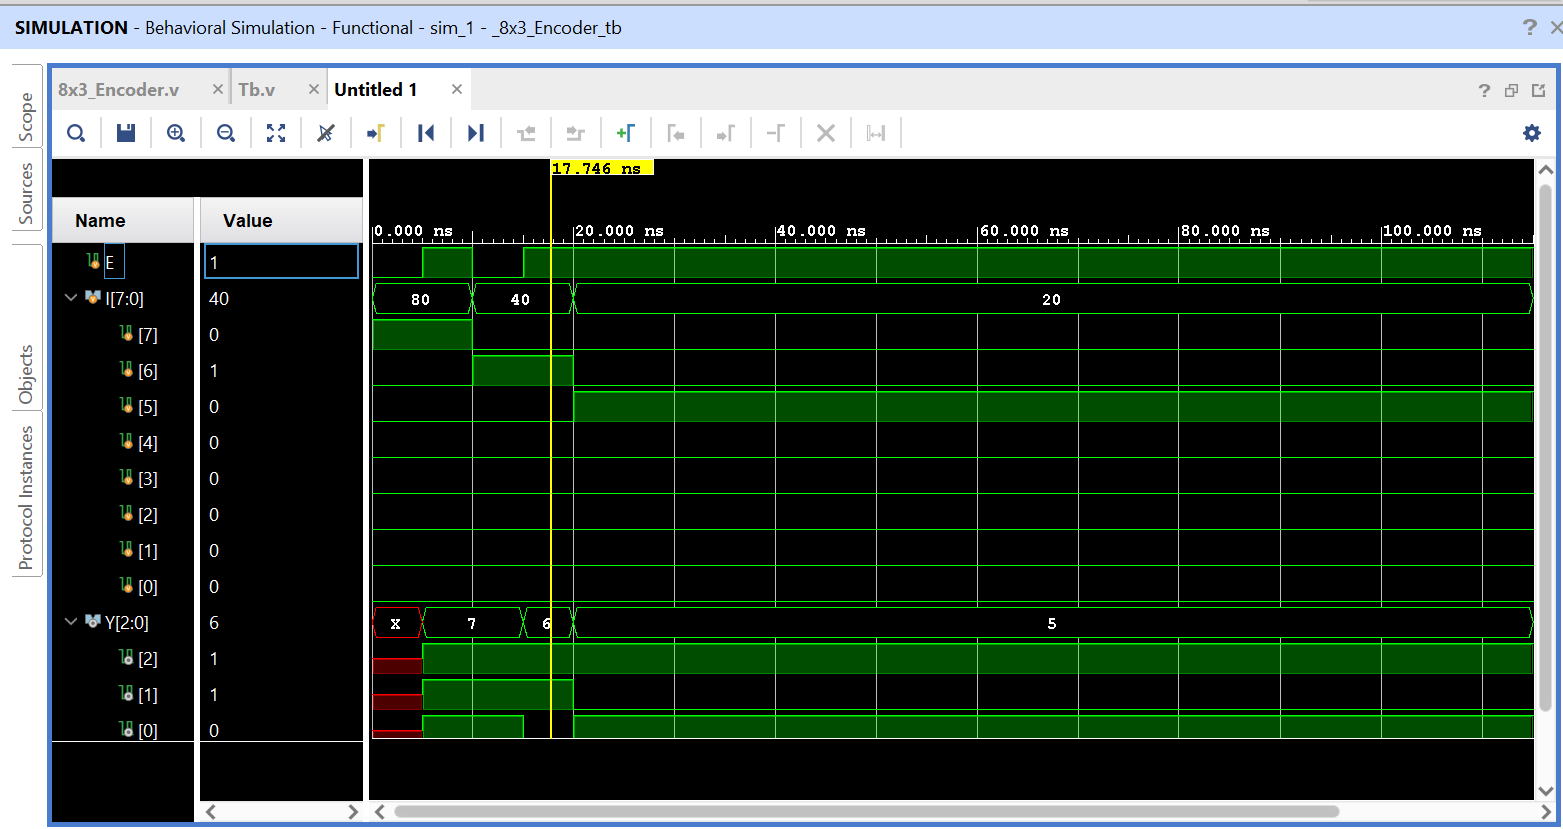 SIMULATION - Behavioral Simulation - Functional - sim_1 - _8x3_Encoder_tb
?
Scope
Sources
Objects
Protocol Instances
8x3_Encoder.v
Tb.v
Untitled 1
?
17.746 ns
Name Value
0.000 ns 20.000 ns 40.000 ns 60.000 ns 80.000 ns 100.000 ns
E 1
I[7:0] 40 80 40 20
[7] 0
[6] 1
[5] 0
[4] 0
[3] 0
[2] 0
[1] 0
[0] 0
Y[2:0] 6 X 7 6 5
[2] 1
[1] 1
[0] 0